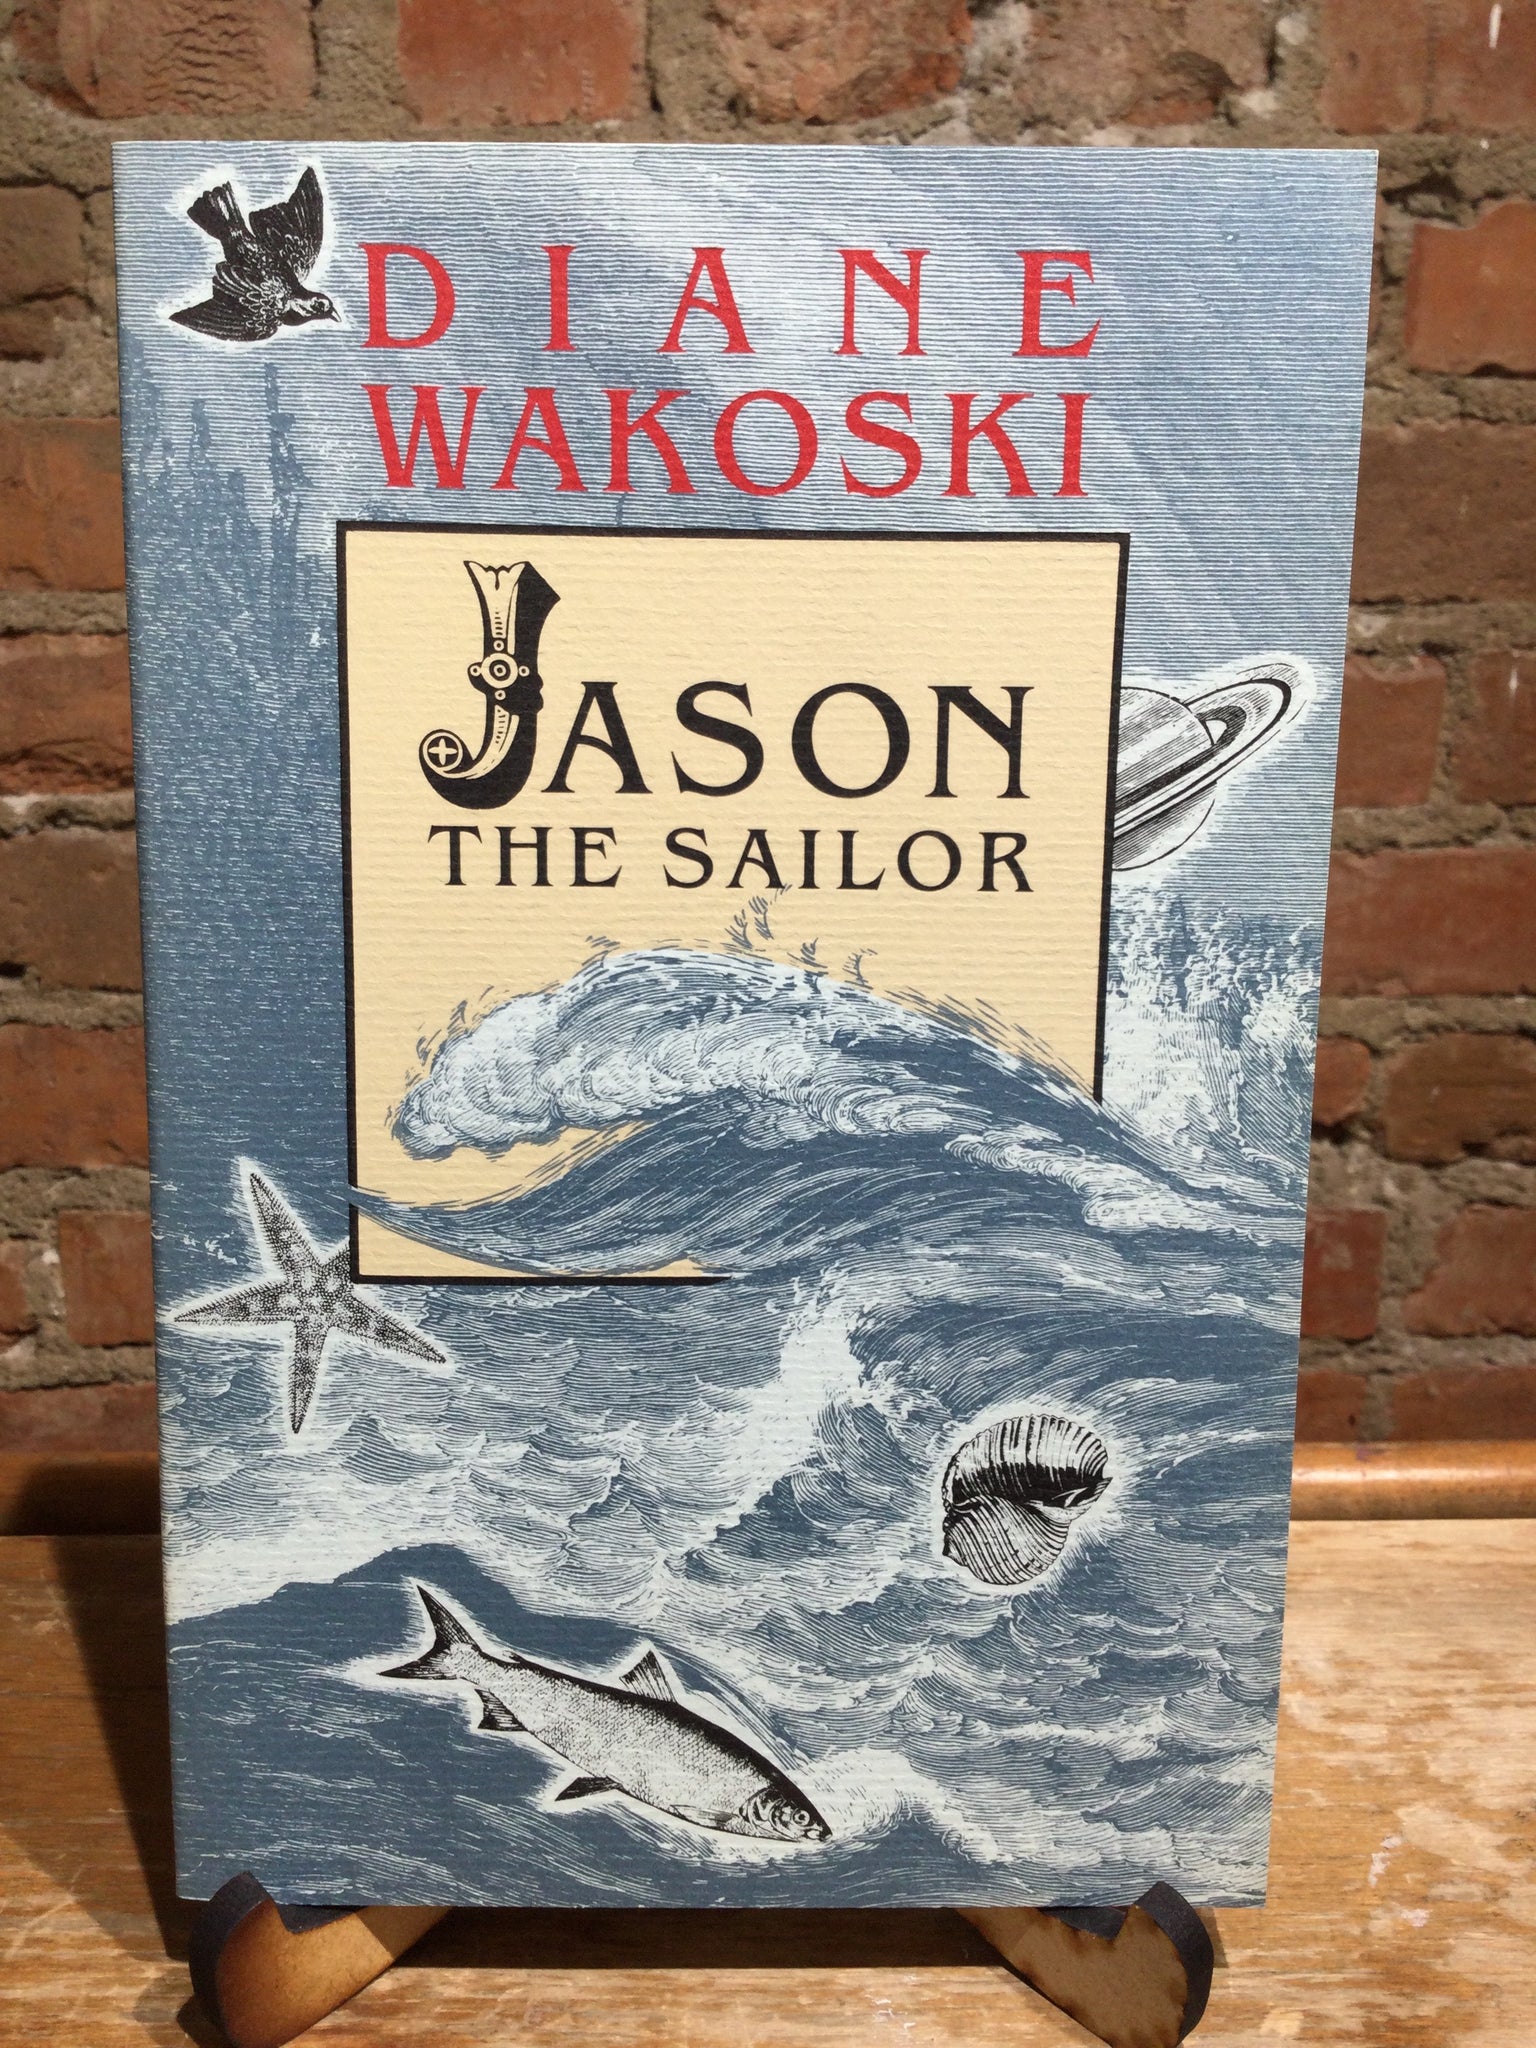 DIANE
WAKOSKI
JASON
THE SAILOR